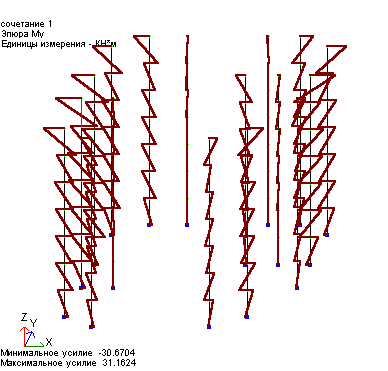 сочетание 1
Эпюра My
Единицы измерения - кН*м
Z
Y
X
Минимальное усилие -30.6704
Максимальное усилие 31.1624